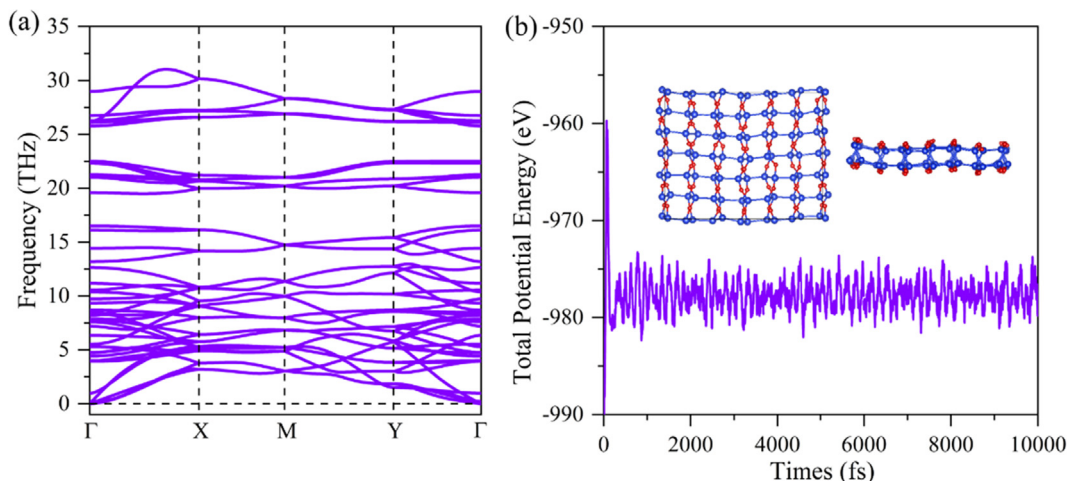 (a)
35
30
25
20
15
10
5
0
Frequency (THz)
Γ X M Y Γ
(b)
-950
-960
-970
-980
-990
Total Potential Energy (eV)
0 2000 4000 6000 8000 10000
Times (fs)